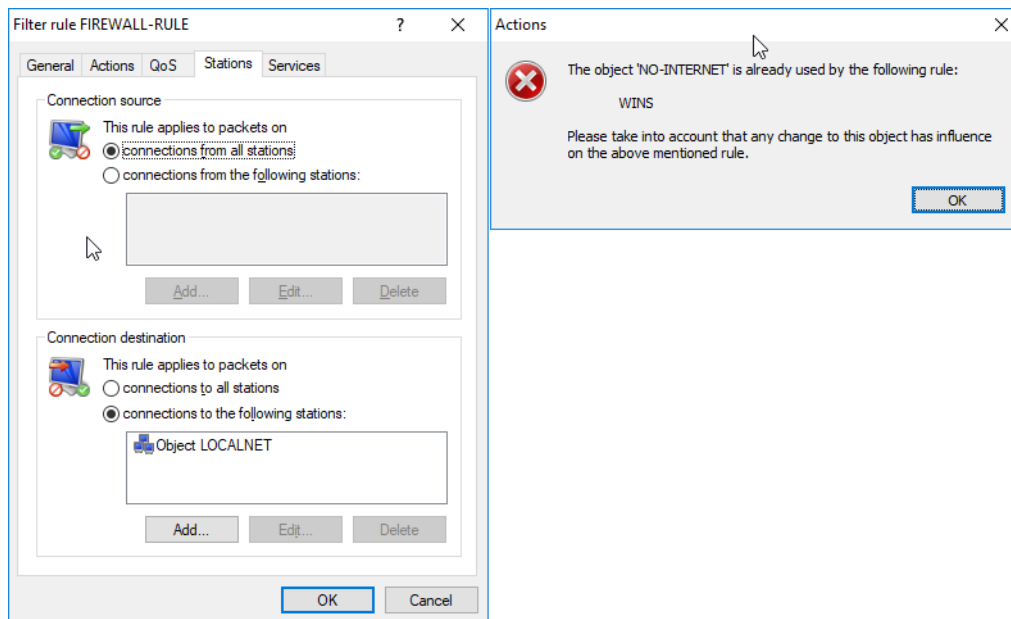 Filter rule FIREWALL-RULE
?
General Actions QoS Stations Services
Connection source
This rule applies to packets on
connections from all stations
connections from the following stations:
Add... Edit... Delete
Connection destination
This rule applies to packets on
connections to all stations
connections to the following stations:
Object LOCALNET
Add... Edit... Delete
OK Cancel
Actions
The object 'NO-INTERNET' is already used by the following rule:
WINS
Please take into account that any change to this object has influence
on the above mentioned rule.
OK